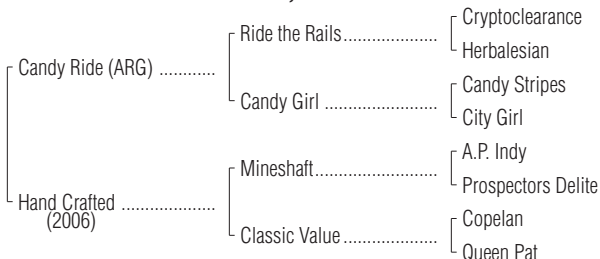 Cryptoclearance
Ride the Rails....................
Herbalesian
Candy Ride (ARG) ............
Candy Stripes
Candy Girl ........................
City Girl
A.P. Indy
Mineshaft..........................
Prospectors Delite
Hand Crafted ....................
(2006)
Copelan
Classic Value ....................
Queen Pat